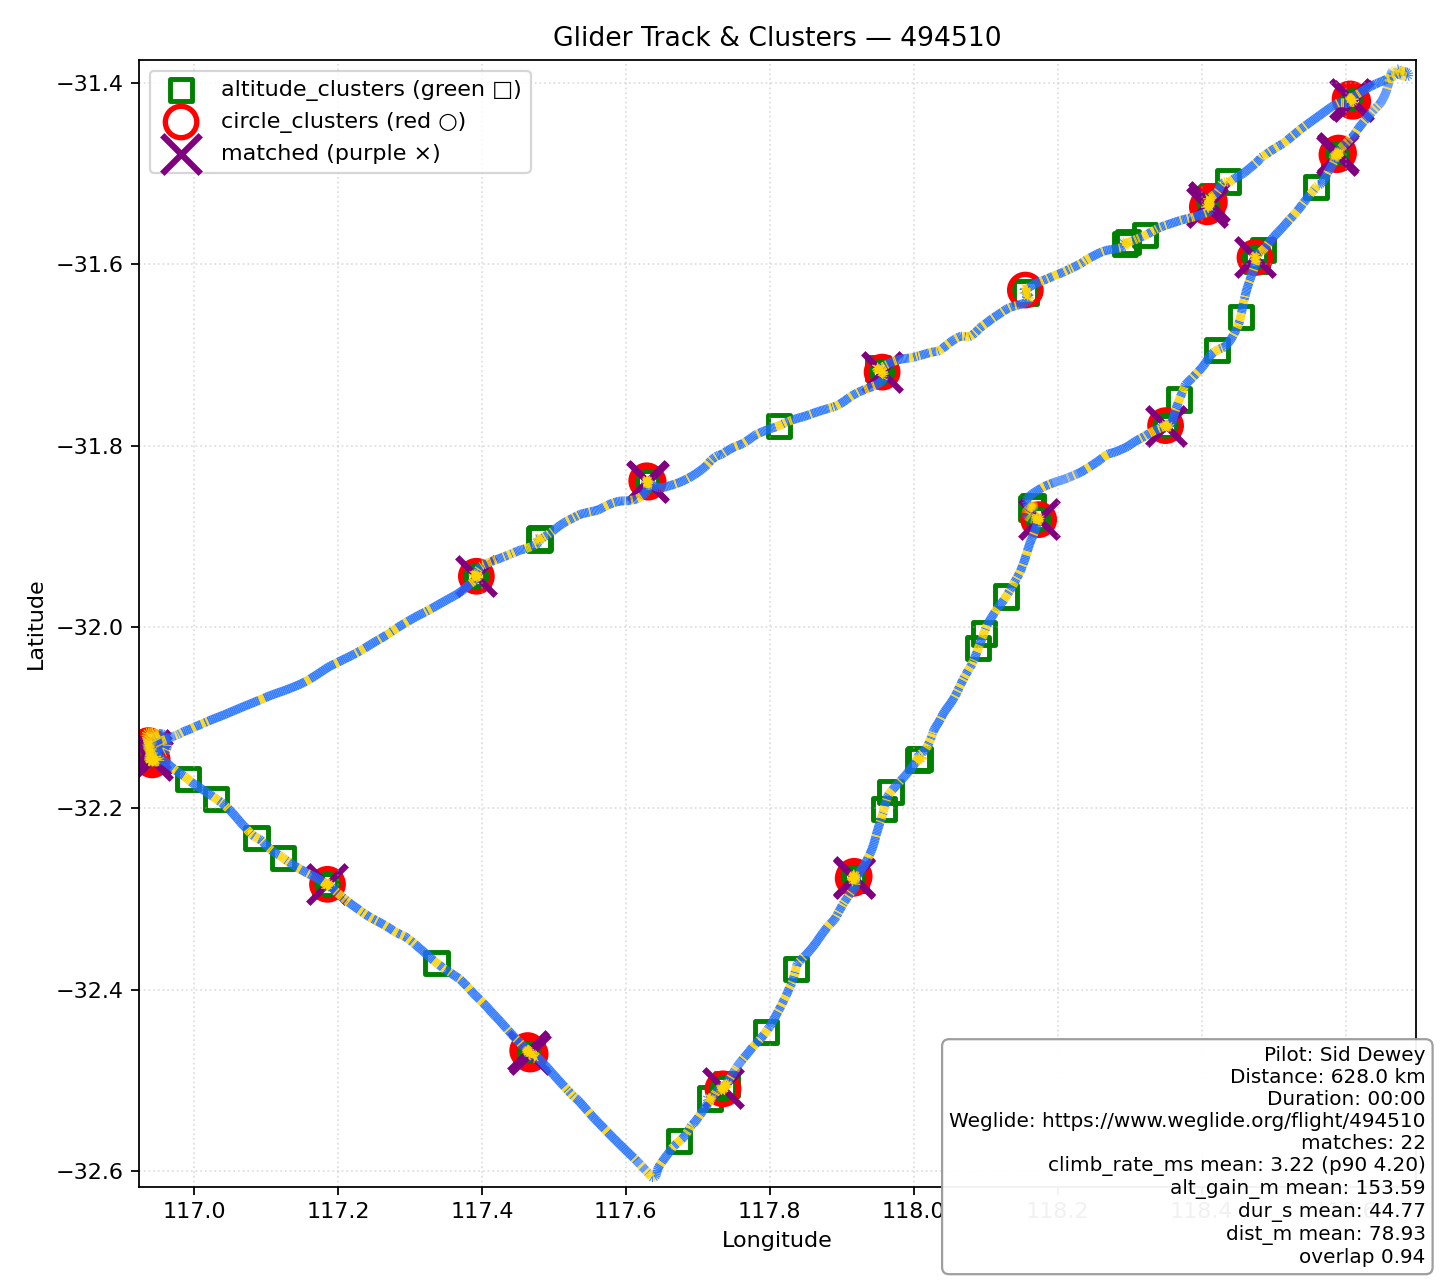 Glider Track & Clusters — 494510
altitude_clusters (green □)
circle_clusters (red ○)
matched (purple ×)
−31.4
−31.6
−31.8
−32.0
−32.2
−32.4
−32.6
Latitude
117.0
117.2
117.4
117.6
117.8
118.0
118.2
118.4
Longitude
Pilot: Sid Dewey
Distance: 628.0 km
Duration: 00:00
Weglide: https://www.weglide.org/flight/494510
matches: 22
climb_rate_ms mean: 3.22 (p90 4.20)
alt_gain_m mean: 153.59
dur_s mean: 44.77
dist_m mean: 78.93
overlap 0.94